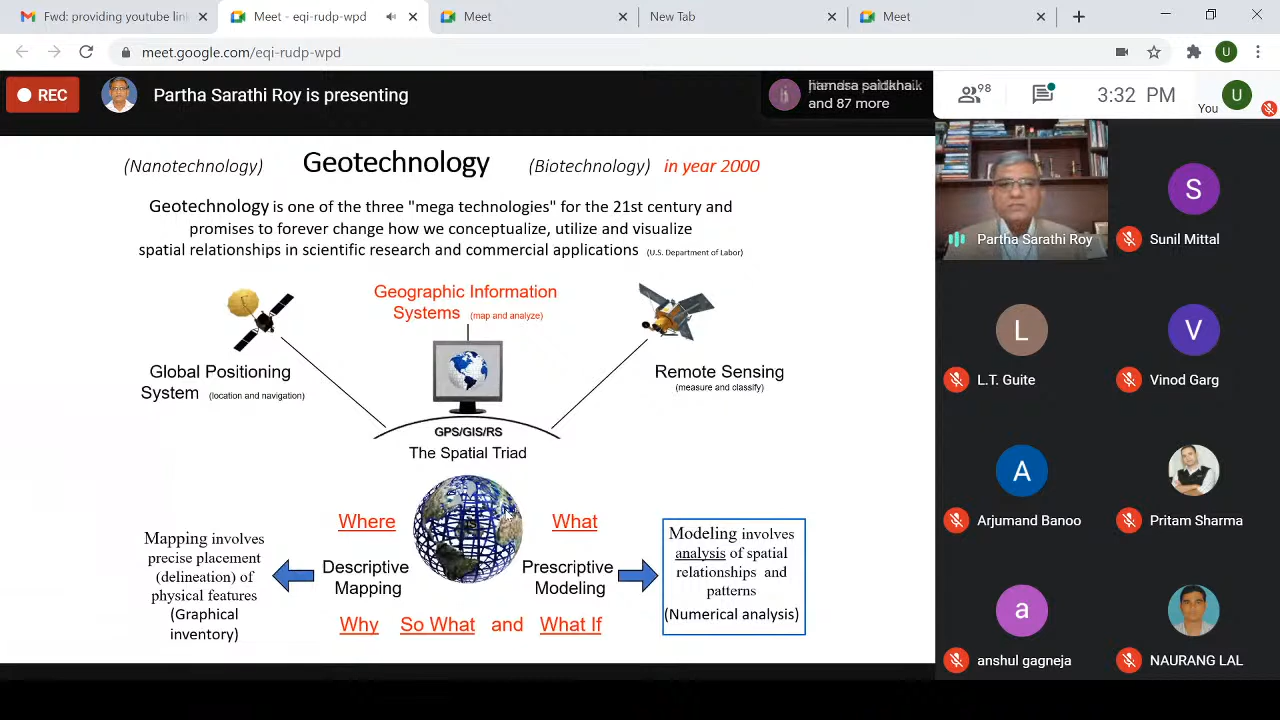 Fwd: providing youtube lin
Meet - eqi-rudp-wpd
Meet
New Tab
Meet
meet.google.com/eqi-rudp-wpd
U
REC
Partha Sarathi Roy is presenting
and 87 more
98
3:32 PM
You
U
(Nanotechnology) Geotechnology (Biotechnology) in year 2000
Geotechnology is one of the three "mega technologies" for the 21st century and
promises to forever change how we conceptualize, utilize and visualize
spatial relationships in scientific research and commercial applications (U.S. Department of Labor)
Geographic Information
Systems (map and analyze)
Global Positioning
System (location and navigation)
Remote Sensing
(measure and classify)
GPS/GIS/RS
The Spatial Triad
Where
What
Descriptive
Mapping
Prescriptive
Modeling
Mapping involves
precise placement
(delineation) of
physical features
(Graphical
inventory)
Modeling involves
analysis of spatial
relationships and
patterns
(Numerical analysis)
Why So What and What If
Partha Sarathi Roy
S
Sunil Mittal
L
L.T. Guite
V
Vinod Garg
A
Arjumand Banoo
Pritam Sharma
a
anshul gagneja
NAURANG LAL